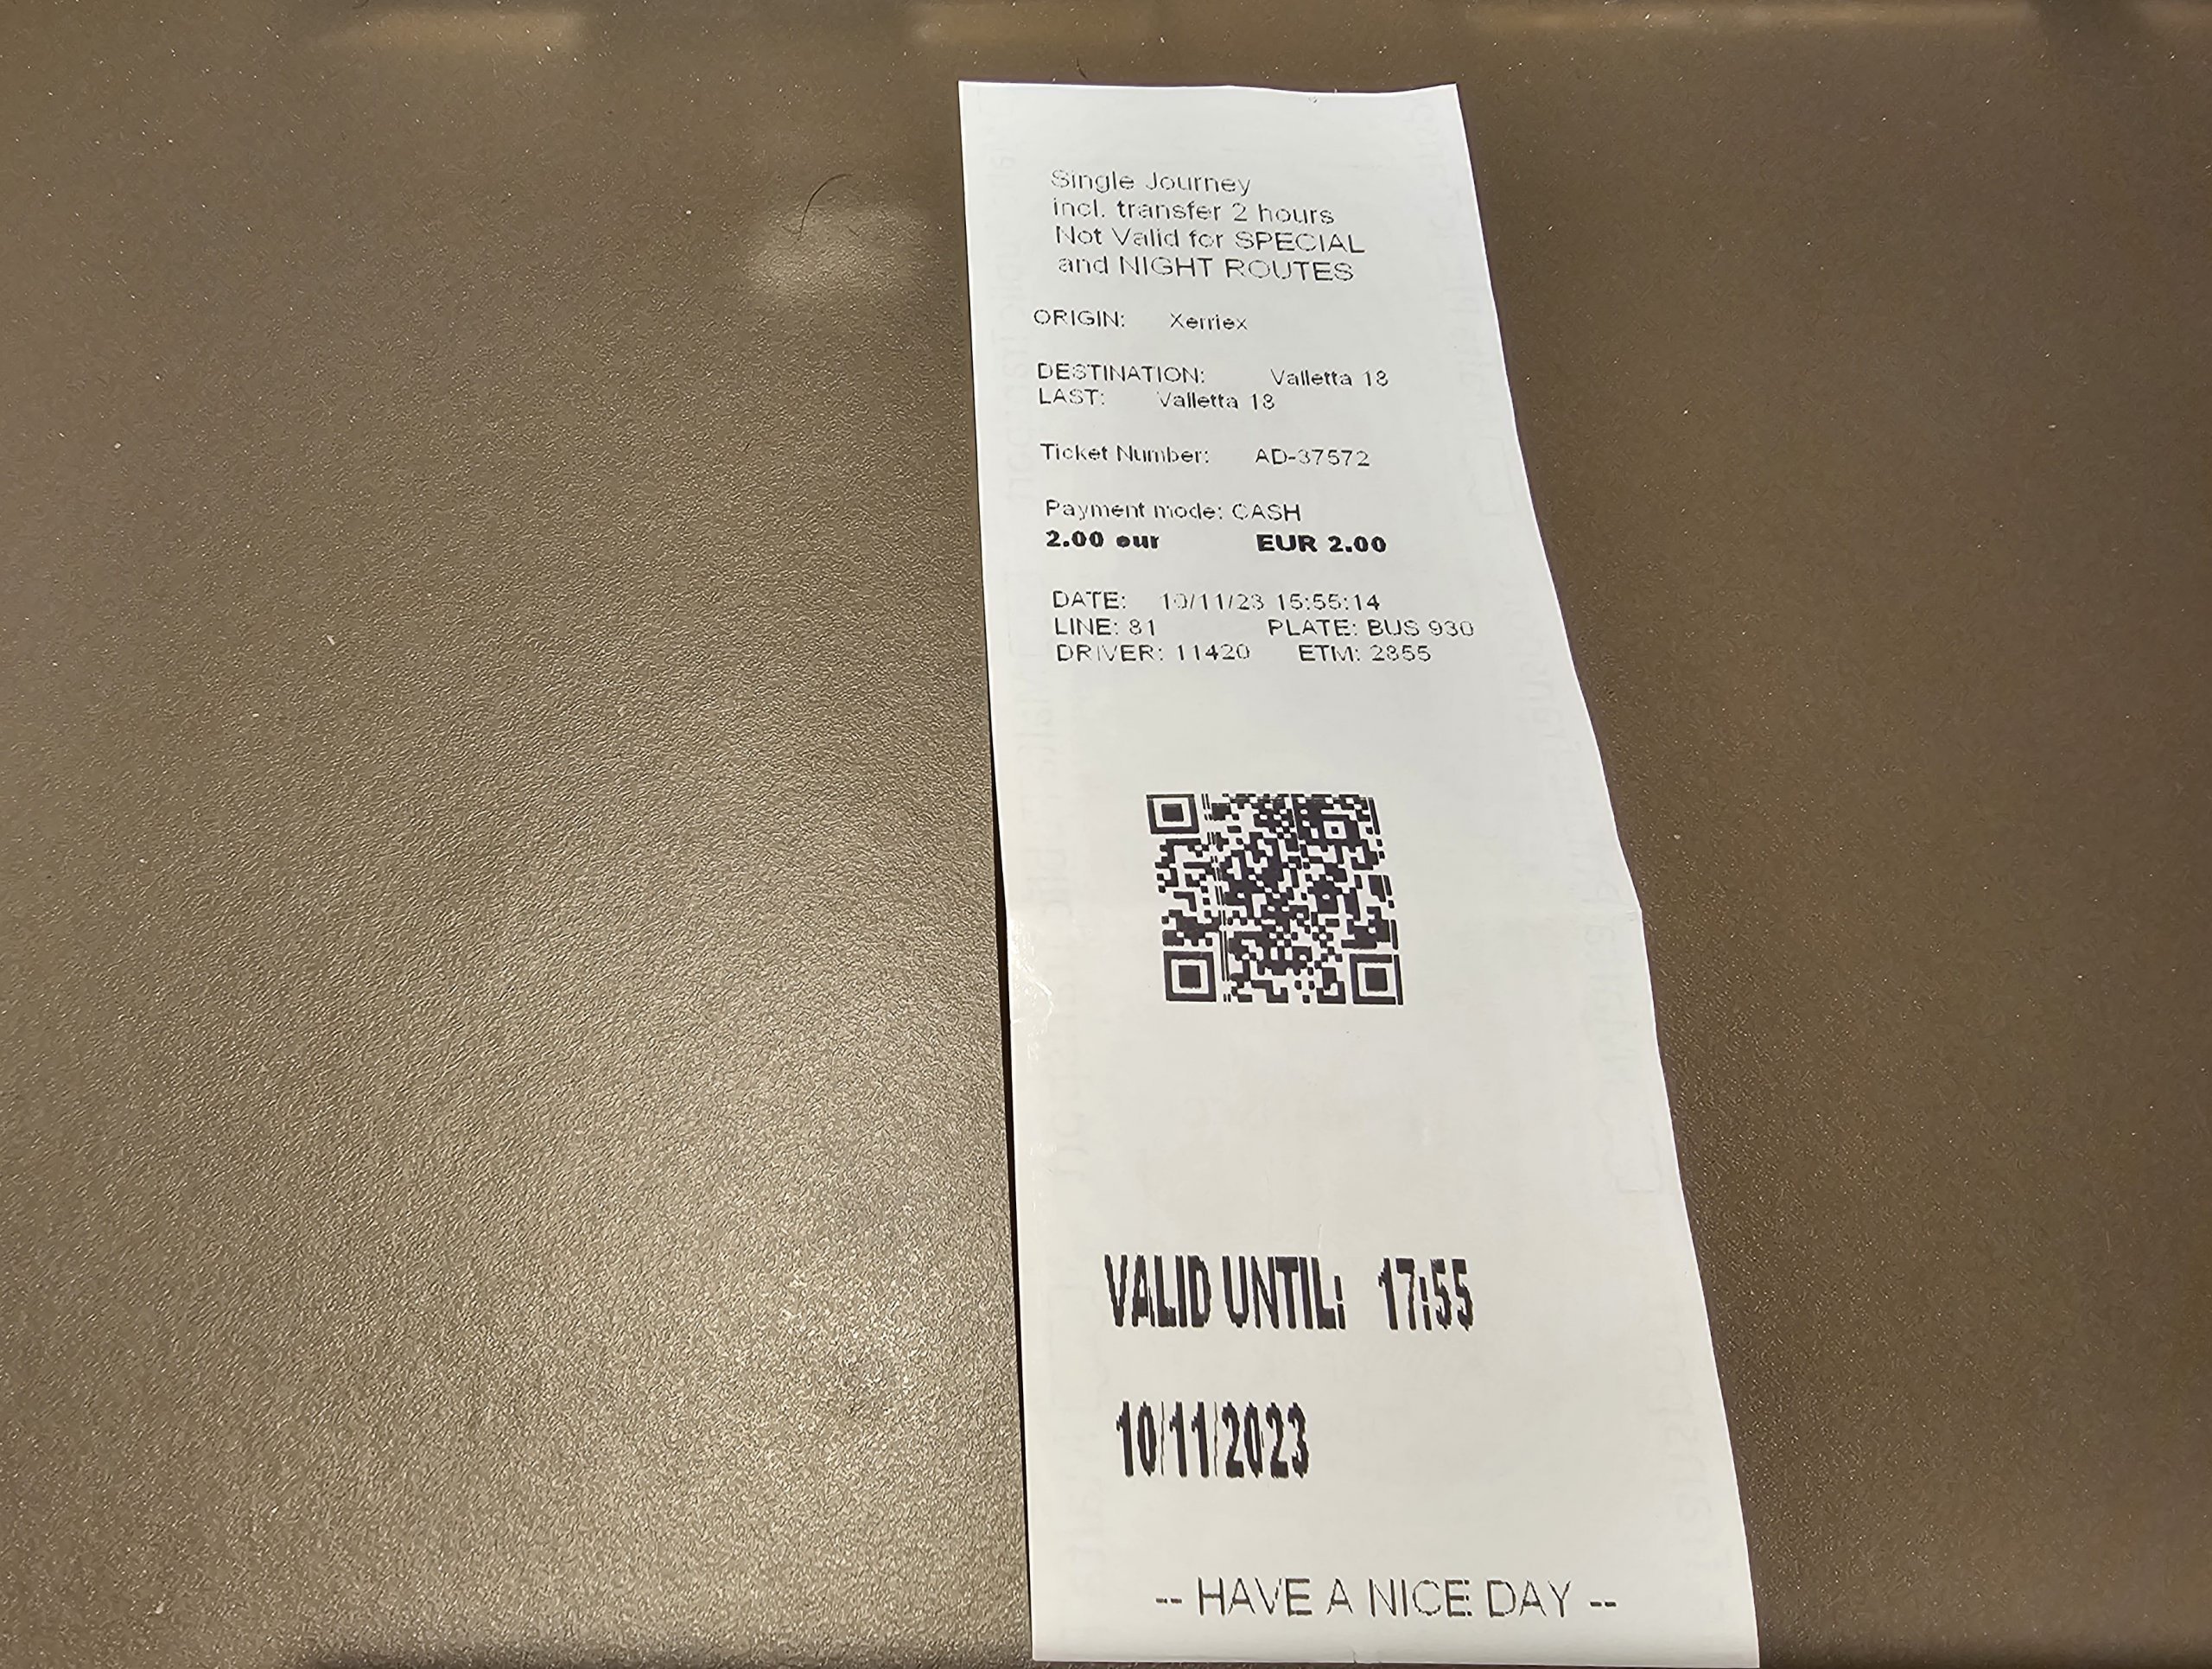 Single Journey
incl. transfer 2 hours
Not Valid for SPECIAL
and NIGHT ROUTES
ORIGIN: Xerriex
DESTINATION: Valletta 18
LAST: Valletta 18
Ticket Number: AD-37572
Payment mode: CASH
2.00 eur EUR 2.00
DATE: 10/11/23 15:55:14
LINE: 81 PLATE: BUS 930
DRIVER: 11420 ETM: 2855
VALID UNTIL: 17:55
10/11/2023
-- HAVE A NICE DAY --